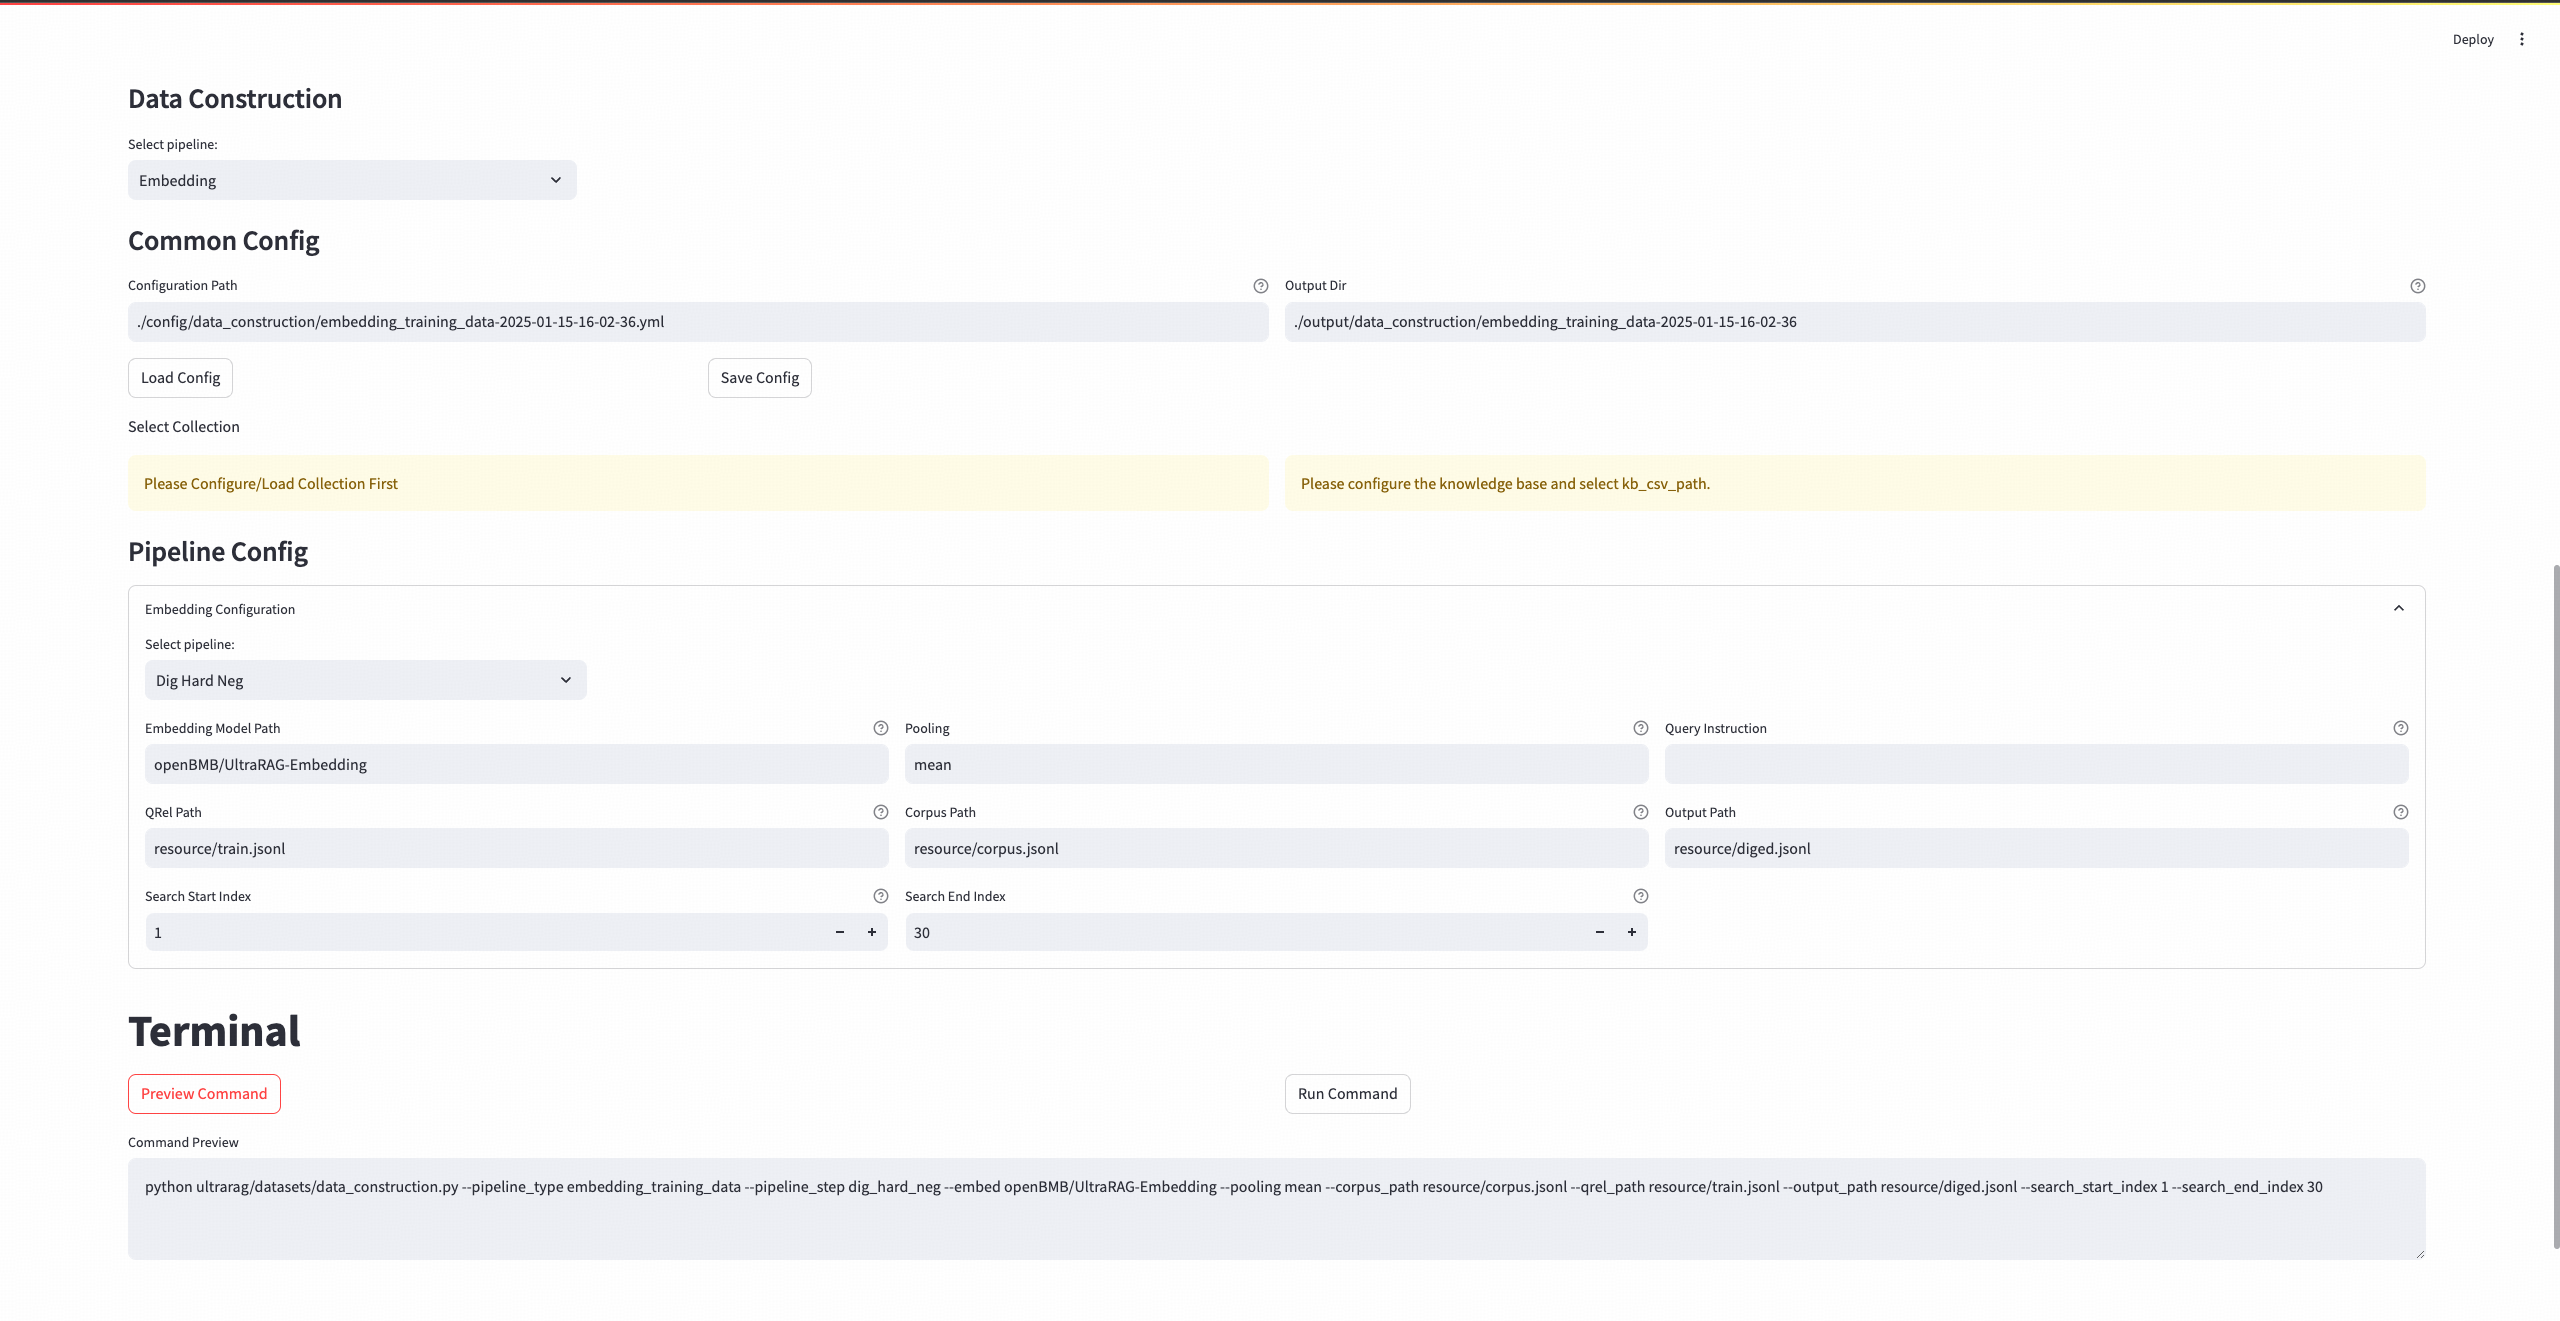 Deploy
Data Construction
Select pipeline:
Embedding
Common Config
Configuration Path
Output Dir
./config/data_construction/embedding_training_data-2025-01-15-16-02-36.yml
./output/data_construction/embedding_training_data-2025-01-15-16-02-36
Load Config
Save Config
Select Collection
Please Configure/Load Collection First
Please configure the knowledge base and select kb_csv_path.
Pipeline Config
Embedding Configuration
Select pipeline:
Dig Hard Neg
Embedding Model Path
Pooling
Query Instruction
openBMB/UltraRAG-Embedding
mean
QRel Path
Corpus Path
Output Path
resource/train.jsonl
resource/corpus.jsonl
resource/diged.jsonl
Search Start Index
Search End Index
1
30
Terminal
Preview Command
Run Command
Command Preview
python ultrarag/datasets/data_construction.py --pipeline_type embedding_training_data --pipeline_step dig_hard_neg --embed openBMB/UltraRAG-Embedding --pooling mean --corpus_path resource/corpus.jsonl --qrel_path resource/train.jsonl --output_path resource/diged.jsonl --search_start_index 1 --search_end_index 30